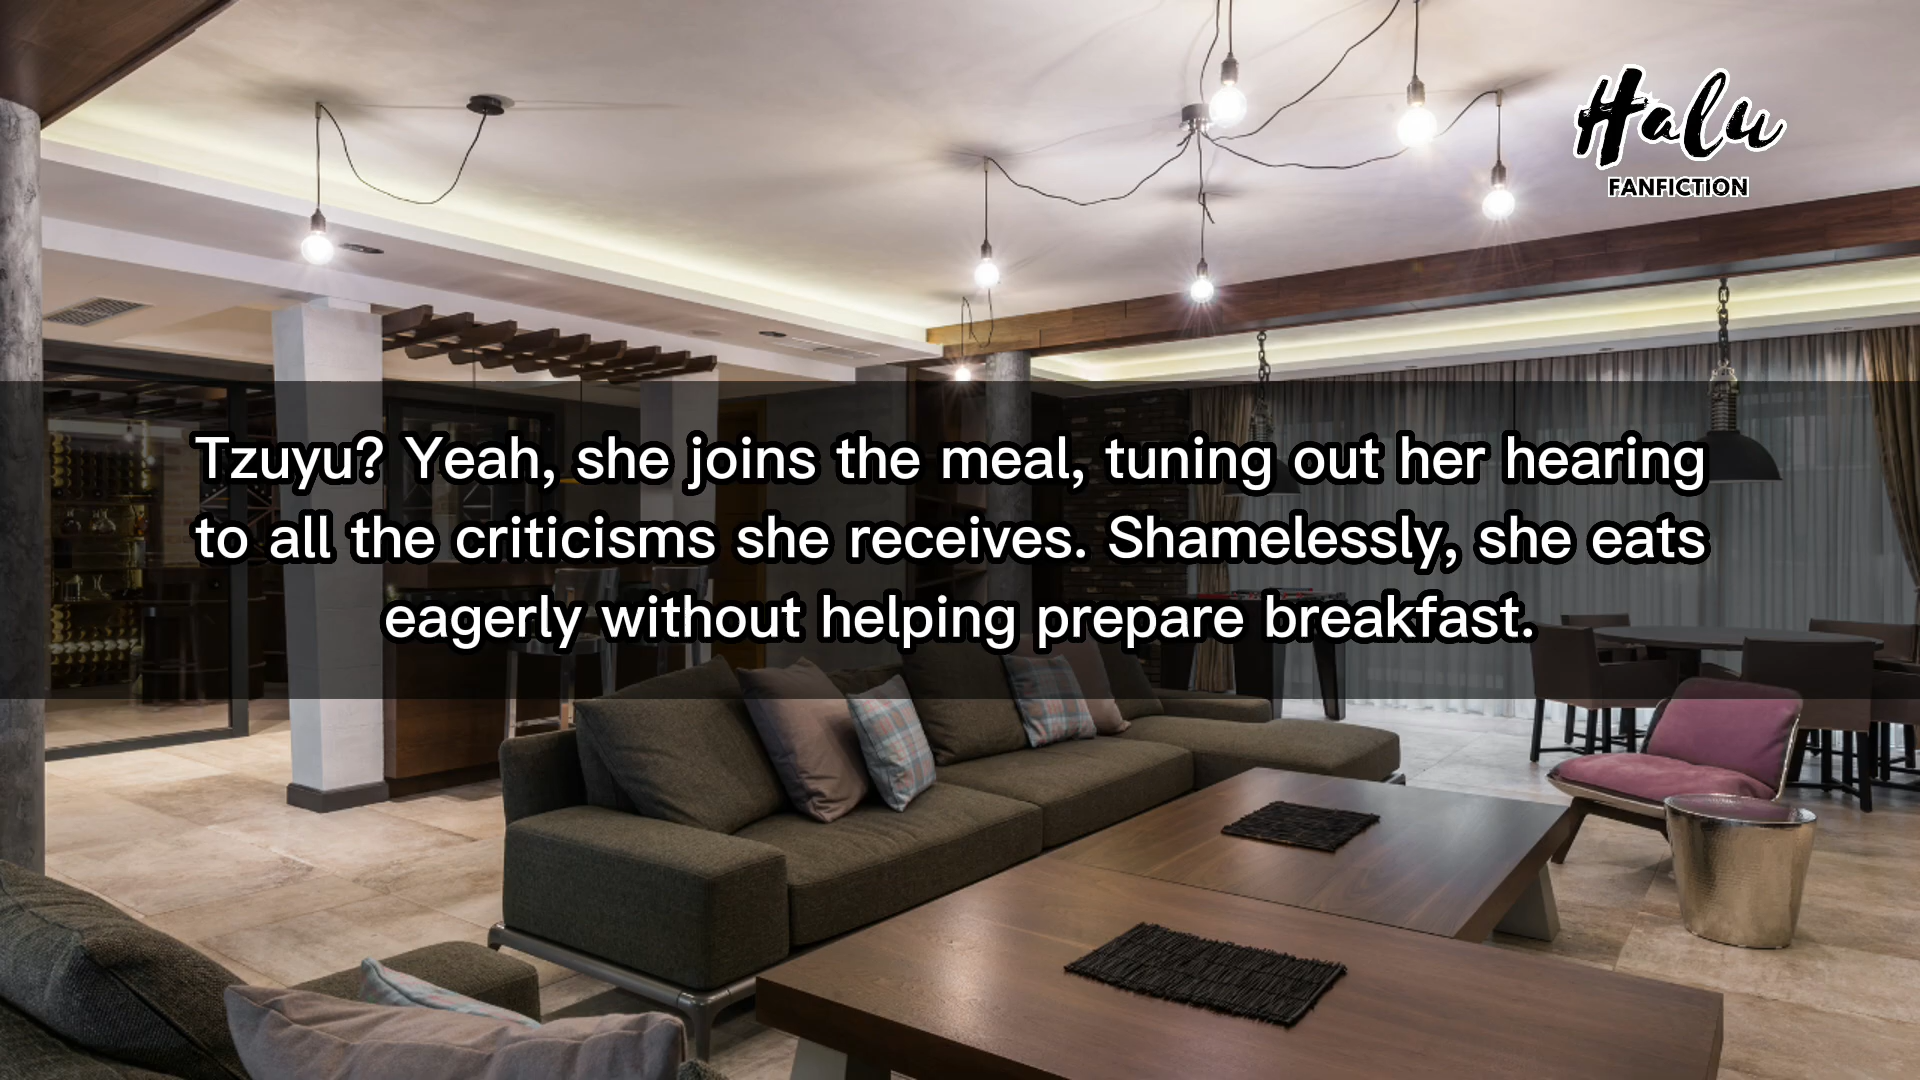 Halu
FANFICTION
Tzuyu? Yeah, she joins the meal, tuning out her hearing
to all the criticisms she receives. Shamelessly, she eats
eagerly without helping prepare breakfast.